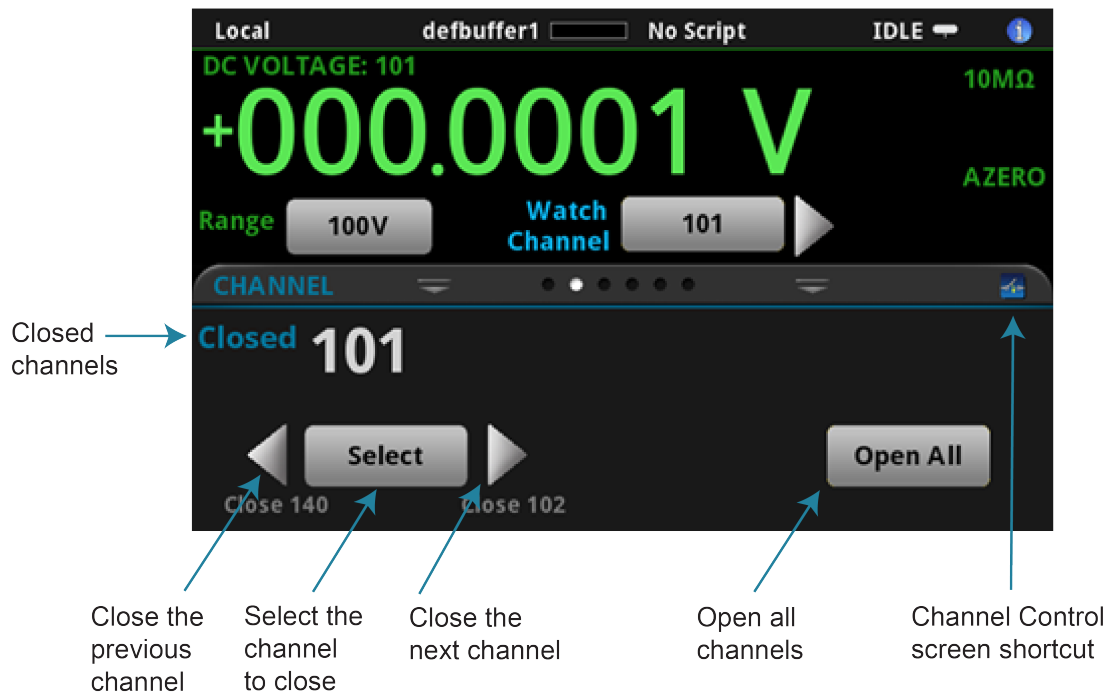 Local defbuffer1 No Script IDLE
DC VOLTAGE: 101
10MΩ
+000.0001 V
AZERO
Range 100V Watch Channel 101
CHANNEL
Closed channels
Closed 101
Select
Open All
Close 140 Close 102
Close the previous channel
Select the channel to close
Close the next channel
Open all channels
Channel Control screen shortcut